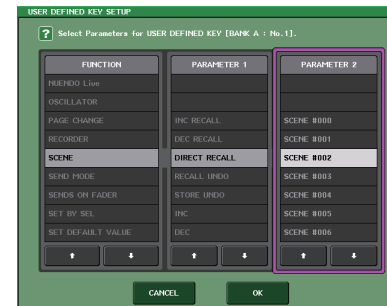 USER DEFINED KEY SETUP
? Select Parameters for USER DEFINED KEY [BANK A : No.1].
FUNCTION
NUENDO Live
OSCILLATOR
PAGE CHANGE
RECORDER
SCENE
SEND MODE
SENDS ON FADER
SET BY SEL
SET DEFAULT VALUE
PARAMETER 1
INC RECALL
DEC RECALL
DIRECT RECALL
RECALL UNDO
STORE UNDO
INC
DEC
PARAMETER 2
SCENE #000
SCENE #001
SCENE #002
SCENE #003
SCENE #004
SCENE #005
SCENE #006
CANCEL
OK